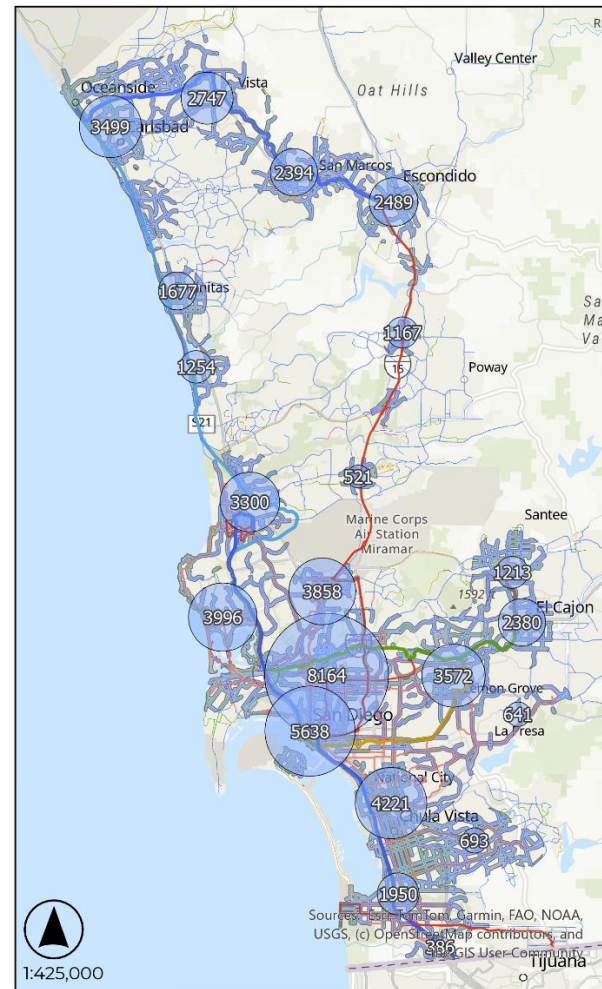 Valley Center
Oat Hills
Vista
Oceanside
2747
3499
San Marcos
2394
Escondido
2489
1677
1167
1254
15
Poway
S21
521
3300
Marine Corps
Air Station
Miramar
Santee
1213
3858
1592
El Cajon
3996
2380
8164
3572
Lemon Grove
San Diego
641
La Presa
5638
National City
4221
Chula Vista
693
1950
Sources: Esri, TomTom, Garmin, FAO, NOAA,
USGS, (c) OpenStreetMap contributors, and
GIS User Community
386
Tijuana
1:425,000